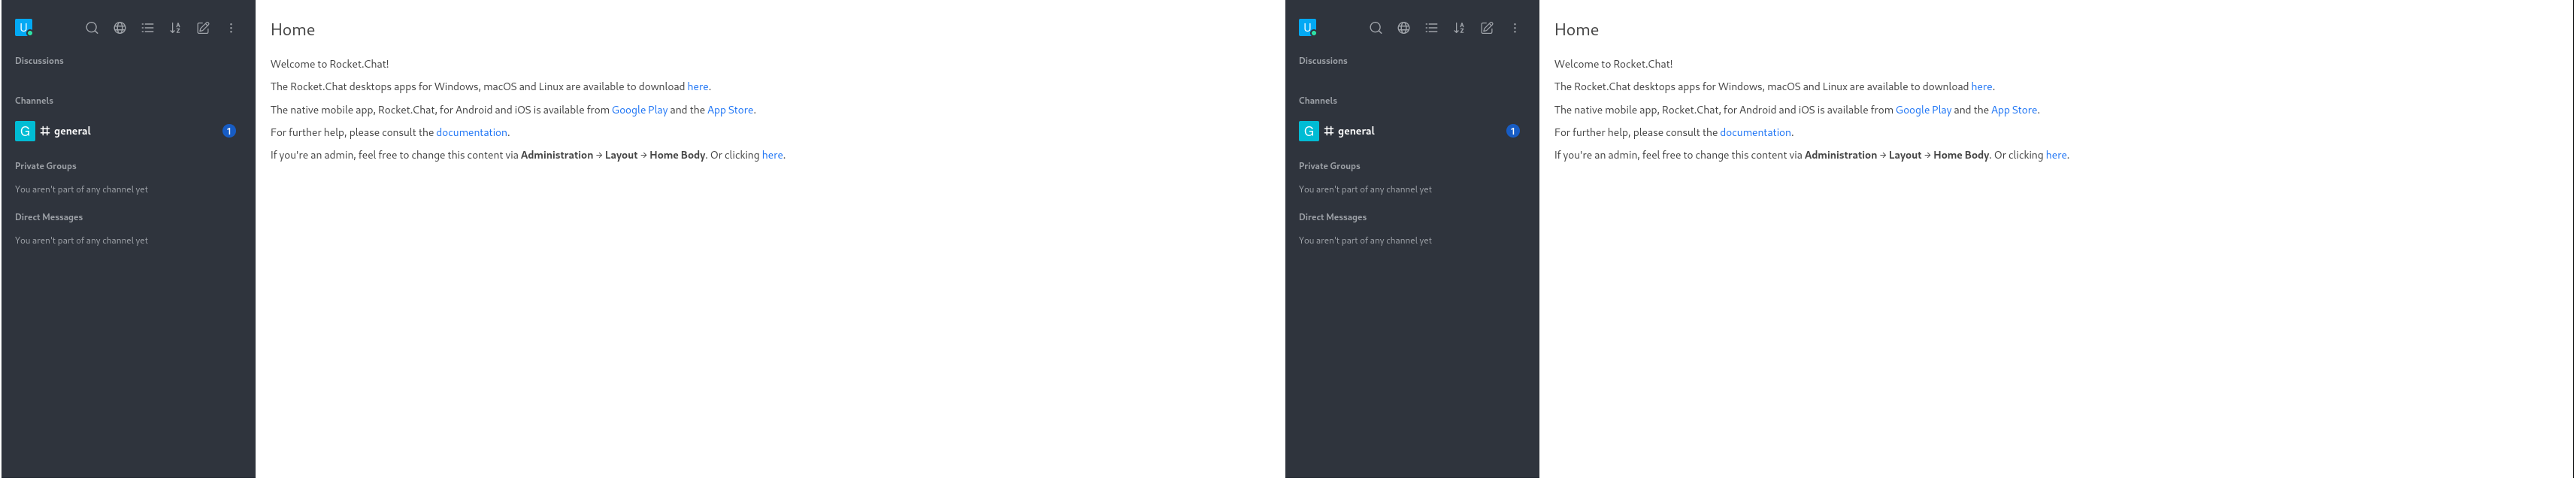 U
Discussions
Channels
G # general 1
Private Groups
You aren't part of any channel yet
Direct Messages
You aren't part of any channel yet
Home
Welcome to Rocket.Chat!
The Rocket.Chat desktops apps for Windows, macOS and Linux are available to download here.
The native mobile app, Rocket.Chat, for Android and iOS is available from Google Play and the App Store.
For further help, please consult the documentation.
If you're an admin, feel free to change this content via Administration → Layout → Home Body. Or clicking here.
U
Discussions
Channels
G # general 1
Private Groups
You aren't part of any channel yet
Direct Messages
You aren't part of any channel yet
Home
Welcome to Rocket.Chat!
The Rocket.Chat desktops apps for Windows, macOS and Linux are available to download here.
The native mobile app, Rocket.Chat, for Android and iOS is available from Google Play and the App Store.
For further help, please consult the documentation.
If you're an admin, feel free to change this content via Administration → Layout → Home Body. Or clicking here.